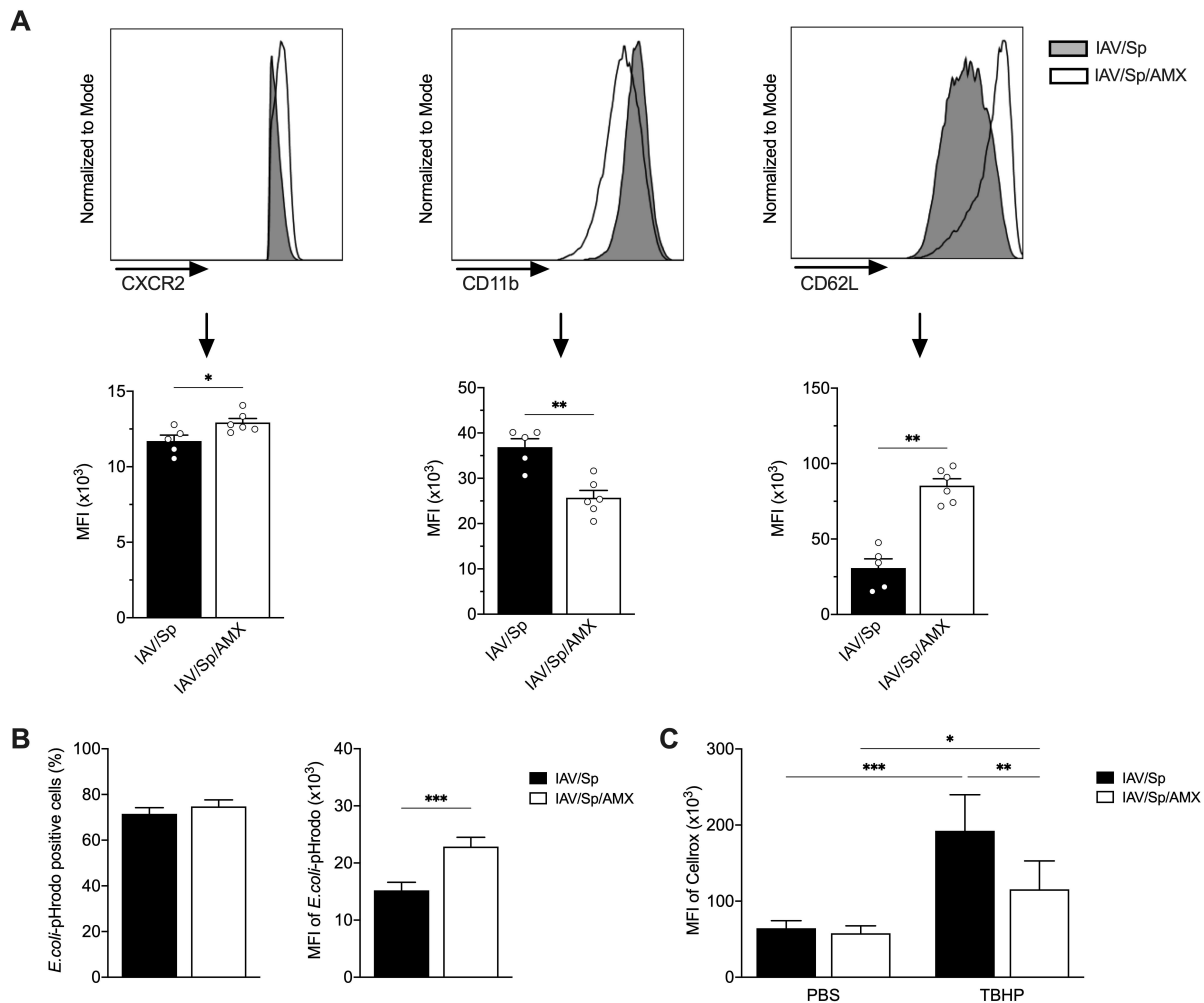 A
Normalized to Mode
CXCR2
Normalized to Mode
CD11b
Normalized to Mode
CD62L
IAV/Sp
IAV/Sp/AMX
MFI (x10³)
15
10
5
0
*
IAV/Sp
IAV/Sp/AMX
MFI (x10³)
50
40
30
20
10
0
**
IAV/Sp
IAV/Sp/AMX
MFI (x10³)
150
100
50
0
**
IAV/Sp
IAV/Sp/AMX
B
E.coli-pHrodo positive cells (%)
100
80
60
40
20
0
MFI of E.coli-pHrodo (x10³)
40
30
20
10
0
***
IAV/Sp
IAV/Sp/AMX
C
MFI of Cellrox (x10³)
300
200
100
0
*
***
**
PBS
TBHP
IAV/Sp
IAV/Sp/AMX